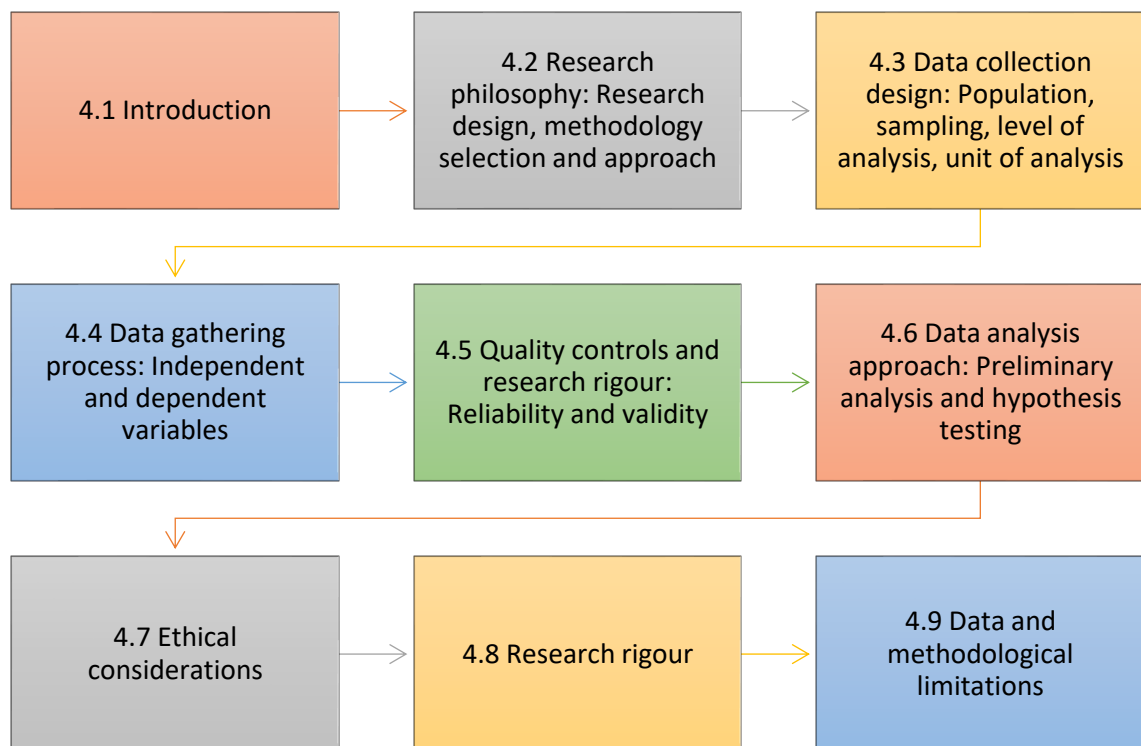 4.1 Introduction
4.2 Research
philosophy: Research
design, methodology
selection and approach
4.3 Data collection
design: Population,
sampling, level of
analysis, unit of analysis
4.4 Data gathering
process: Independent
and dependent
variables
4.5 Quality controls and
research rigour:
Reliability and validity
4.6 Data analysis
approach: Preliminary
analysis and hypothesis
testing
4.7 Ethical
considerations
4.8 Research rigour
4.9 Data and
methodological
limitations